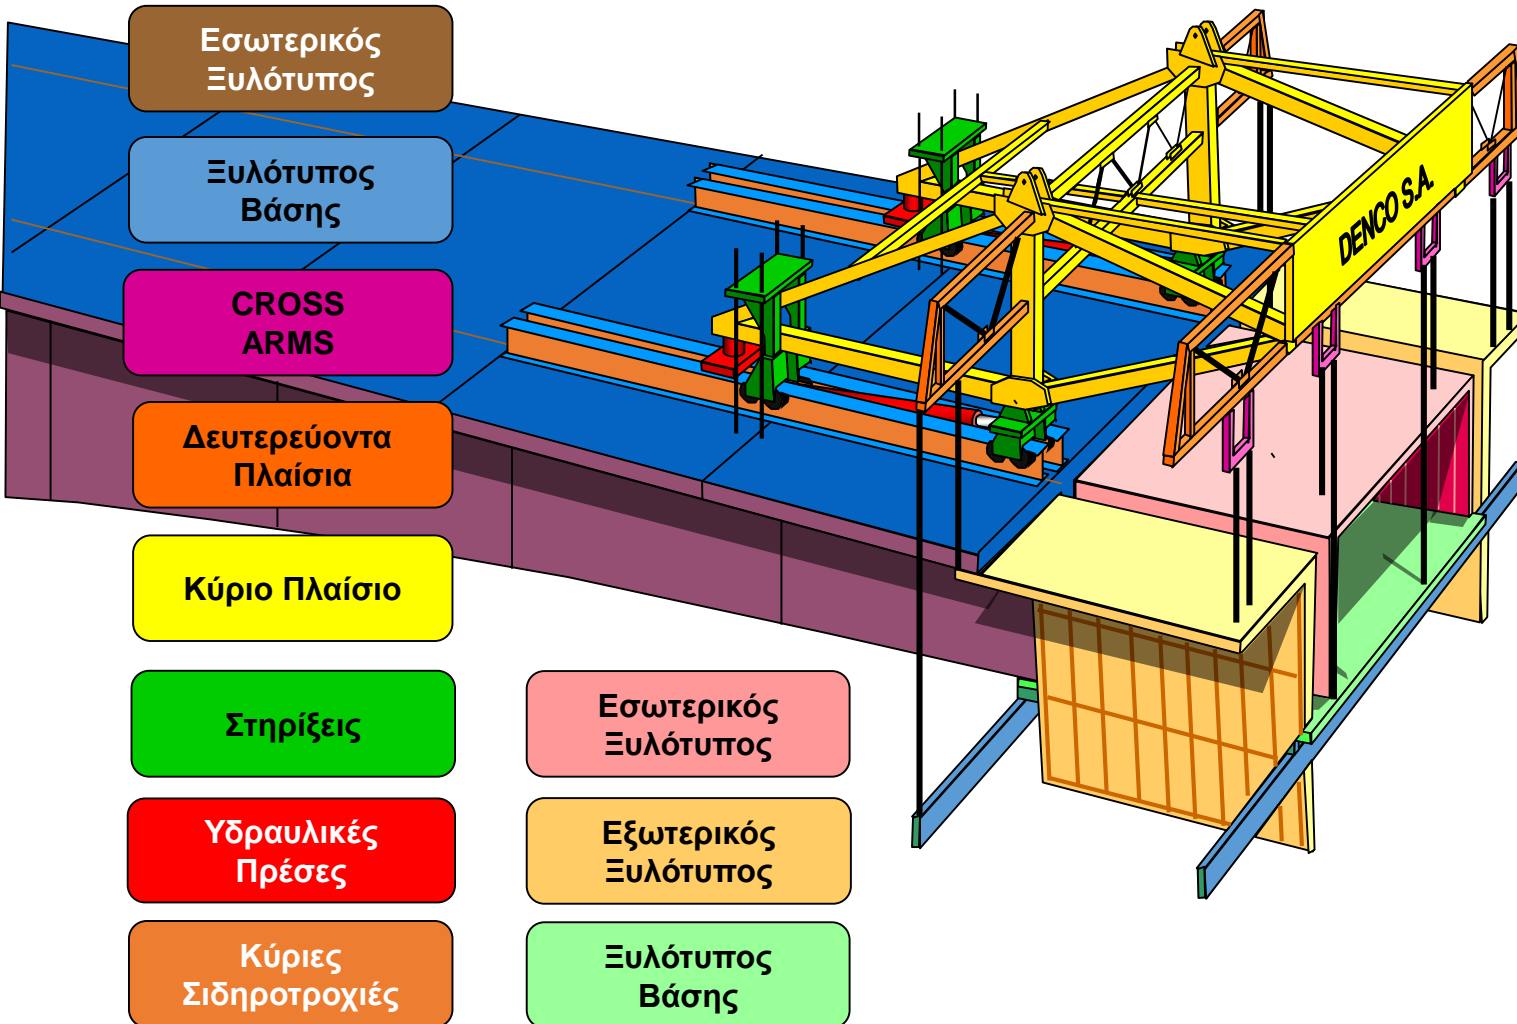 Εσωτερικός
Ξυλότυπος
Ξυλότυπος
Βάσης
CROSS
ARMS
Δευτερεύοντα
Πλαίσια
Κύριο Πλαίσιο
Στηρίξεις
Υδραυλικές
Πρέσες
Κύριες
Σιδηροτροχιές
Εσωτερικός
Ξυλότυπος
Εξωτερικός
Ξυλότυπος
Ξυλότυπος
Βάσης
DENCO S.A.